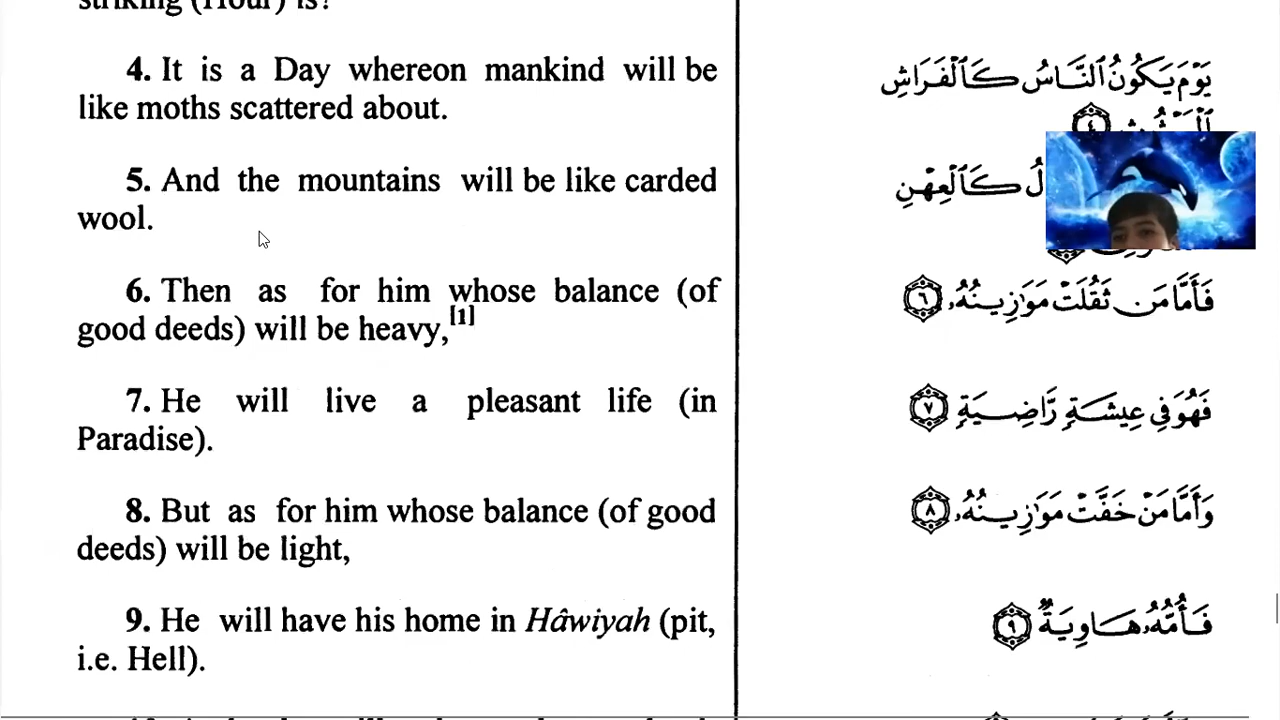 striking (Hour) is?
4. It is a Day whereon mankind will be
like moths scattered about.
5. And the mountains will be like carded
wool.
6. Then as for him whose balance (of
good deeds) will be heavy,[1]
7. He will live a pleasant life (in
Paradise).
8. But as for him whose balance (of good
deeds) will be light,
9. He will have his home in Hâwiyah (pit,
i.e. Hell).
يَوْمَ يَكُونُ ٱلنَّاسُ كَٱلْفَرَاشِ
٤
كَٱلْعِهْنِ
فَأَمَّا مَن ثَقُلَتْ مَوَٰزِينُهُۥ ٦
فَهُوَ فِى عِيشَةٍ رَّاضِيَةٍ ٧
وَأَمَّا مَنْ خَفَّتْ مَوَٰزِينُهُۥ ٨
فَأُمُّهُۥ هَاوِيَةٌ ٩